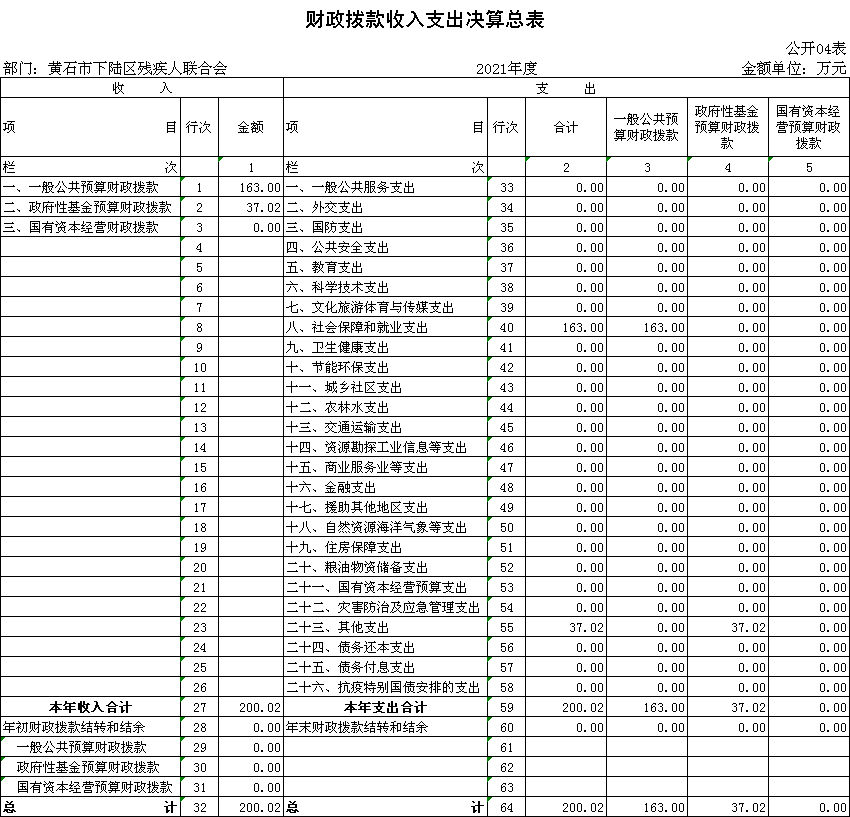 财政拨款收入支出决算总表
公开04表
部门：黄石市下陆区残疾人联合会 2021年度 金额单位：万元
收 入 支 出
项 目 行次 金额 项 目 行次 合计 一般公共预算财政拨款 政府性基金预算财政拨款 国有资本经营预算财政拨款
栏 次 1 栏 次 2 3 4 5
一、一般公共预算财政拨款 1 163.00 一、一般公共服务支出 33 0.00 0.00 0.00 0.00
二、政府性基金预算财政拨款 2 37.02 二、外交支出 34 0.00 0.00 0.00 0.00
三、国有资本经营财政拨款 3 0.00 三、国防支出 35 0.00 0.00 0.00 0.00
4 四、公共安全支出 36 0.00 0.00 0.00 0.00
5 五、教育支出 37 0.00 0.00 0.00 0.00
6 六、科学技术支出 38 0.00 0.00 0.00 0.00
7 七、文化旅游体育与传媒支出 39 0.00 0.00 0.00 0.00
8 八、社会保障和就业支出 40 163.00 163.00 0.00 0.00
9 九、卫生健康支出 41 0.00 0.00 0.00 0.00
10 十、节能环保支出 42 0.00 0.00 0.00 0.00
11 十一、城乡社区支出 43 0.00 0.00 0.00 0.00
12 十二、农林水支出 44 0.00 0.00 0.00 0.00
13 十三、交通运输支出 45 0.00 0.00 0.00 0.00
14 十四、资源勘探工业信息等支出 46 0.00 0.00 0.00 0.00
15 十五、商业服务业等支出 47 0.00 0.00 0.00 0.00
16 十六、金融支出 48 0.00 0.00 0.00 0.00
17 十七、援助其他地区支出 49 0.00 0.00 0.00 0.00
18 十八、自然资源海洋气象等支出 50 0.00 0.00 0.00 0.00
19 十九、住房保障支出 51 0.00 0.00 0.00 0.00
20 二十、粮油物资储备支出 52 0.00 0.00 0.00 0.00
21 二十一、国有资本经营预算支出 53 0.00 0.00 0.00 0.00
22 二十二、灾害防治及应急管理支出 54 0.00 0.00 0.00 0.00
23 二十三、其他支出 55 37.02 0.00 37.02 0.00
24 二十四、债务还本支出 56 0.00 0.00 0.00 0.00
25 二十五、债务付息支出 57 0.00 0.00 0.00 0.00
26 二十六、抗疫特别国债安排的支出 58 0.00 0.00 0.00 0.00
本年收入合计 27 200.02 本年支出合计 59 200.02 163.00 37.02 0.00
年初财政拨款结转和结余 28 0.00 年末财政拨款结转和结余 60 0.00 0.00 0.00 0.00
一般公共预算财政拨款 29 0.00 61
政府性基金预算财政拨款 30 0.00 62
国有资本经营预算财政拨款 31 0.00 63
总 计 32 200.02 总 计 64 200.02 163.00 37.02 0.00